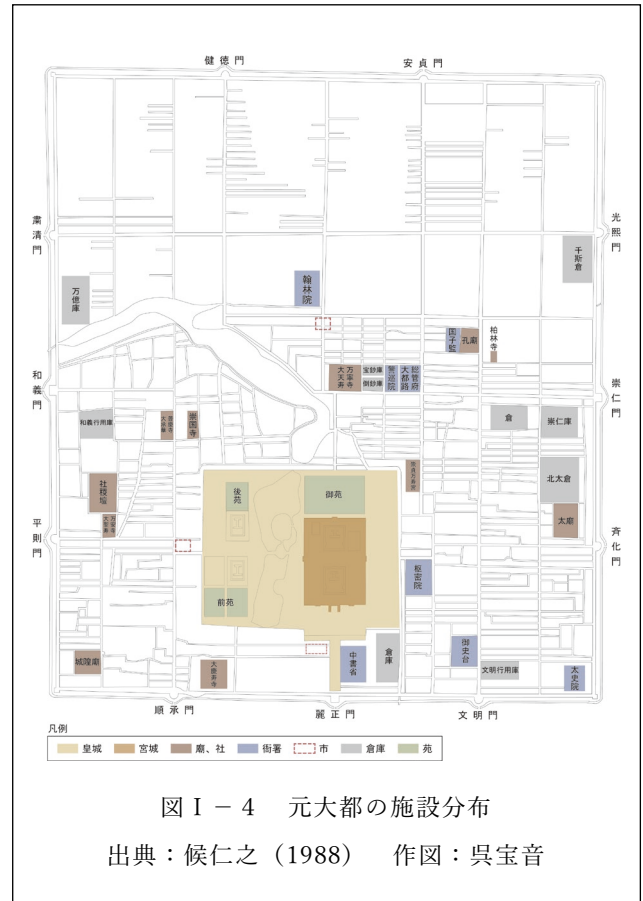 健徳門
安貞門
粛清門
光熙門
千斯倉
万億庫
翰林院
国子監
孔廟
柏林寺
大天寿
万寧寺
宝鈔庫
倒鈔庫
警巡院
大都路
総管府
和義門
崇仁門
和義行用庫
崇国寺
倉
崇仁庫
北太倉
社稷壇
後苑
御苑
太廟
平則門
斉化門
枢密院
前苑
城隍廟
大慶寿寺
中書省
倉庫
御史台
文明行用庫
太史院
順承門
麗正門
文明門
凡例
皇城
宮城
廟、社
衙署
市
倉庫
苑
図Ⅰ－4　元大都の施設分布
出典：候仁之（1988）　作図：呉宝音